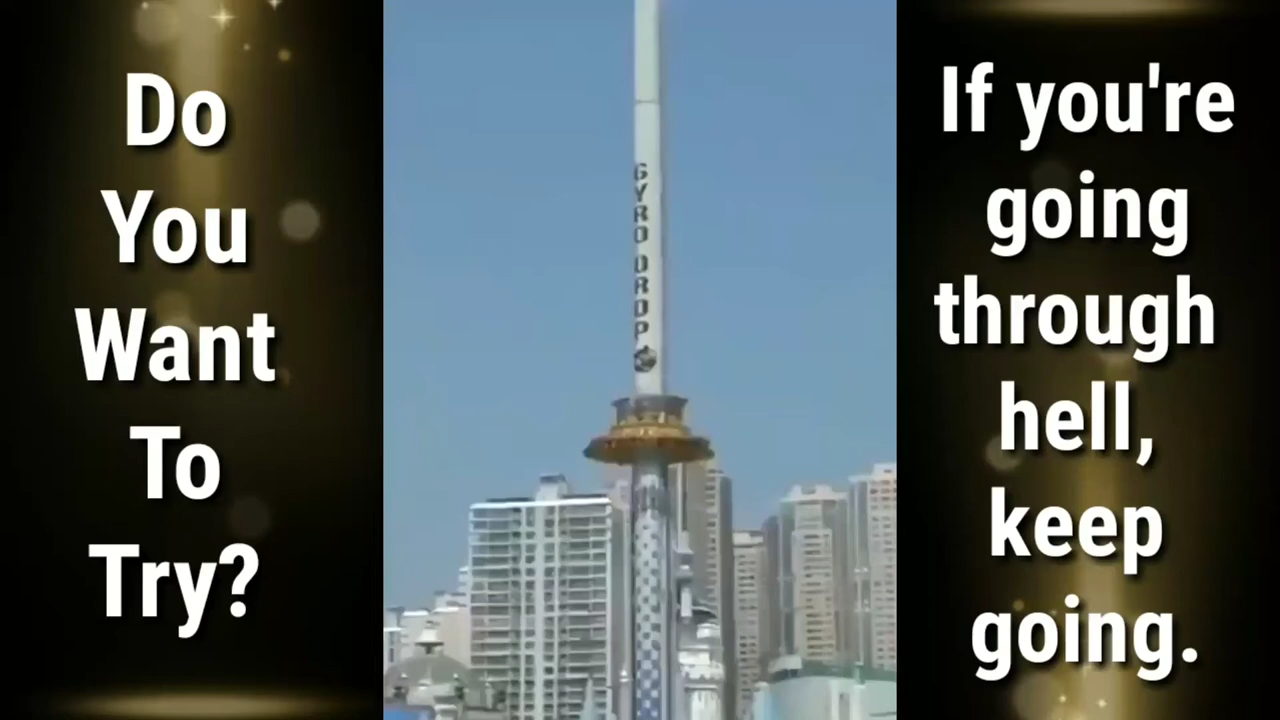 Do
You
Want
To
Try?
GYRO DROP
If you're
going
through
hell,
keep
going.